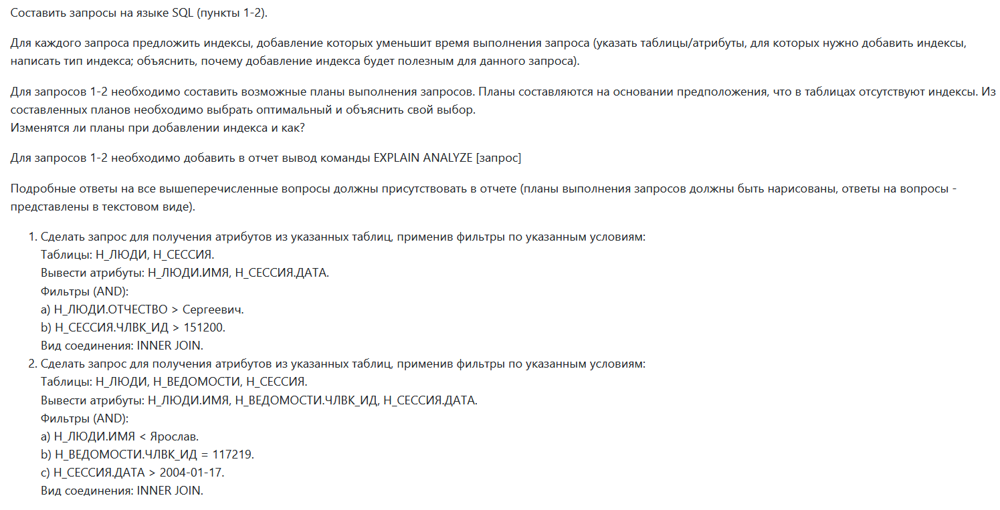 Составить запросы на языке SQL (пункты 1-2).
Для каждого запроса предложить индексы, добавление которых уменьшит время выполнения запроса (указать таблицы/атрибуты, для которых нужно добавить индексы,
написать тип индекса; объяснить, почему добавление индекса будет полезным для данного запроса).
Для запросов 1-2 необходимо составить возможные планы выполнения запросов. Планы составляются на основании предположения, что в таблицах отсутствуют индексы. Из
составленных планов необходимо выбрать оптимальный и объяснить свой выбор.
Изменятся ли планы при добавлении индекса и как?
Для запросов 1-2 необходимо добавить в отчет вывод команды EXPLAIN ANALYZE [запрос]
Подробные ответы на все вышеперечисленные вопросы должны присутствовать в отчете (планы выполнения запросов должны быть нарисованы, ответы на вопросы -
представлены в текстовом виде).
1. Сделать запрос для получения атрибутов из указанных таблиц, применив фильтры по указанным условиям:
Таблицы: Н_ЛЮДИ, Н_СЕССИЯ.
Вывести атрибуты: Н_ЛЮДИ.ИМЯ, Н_СЕССИЯ.ДАТА.
Фильтры (AND):
a) Н_ЛЮДИ.ОТЧЕСТВО > Сергеевич.
b) Н_СЕССИЯ.ЧЛВК_ИД > 151200.
Вид соединения: INNER JOIN.
2. Сделать запрос для получения атрибутов из указанных таблиц, применив фильтры по указанным условиям:
Таблицы: Н_ЛЮДИ, Н_ВЕДОМОСТИ, Н_СЕССИЯ.
Вывести атрибуты: Н_ЛЮДИ.ИМЯ, Н_ВЕДОМОСТИ.ЧЛВК_ИД, Н_СЕССИЯ.ДАТА.
Фильтры (AND):
a) Н_ЛЮДИ.ИМЯ < Ярослав.
b) Н_ВЕДОМОСТИ.ЧЛВК_ИД = 117219.
c) Н_СЕССИЯ.ДАТА > 2004-01-17.
Вид соединения: INNER JOIN.